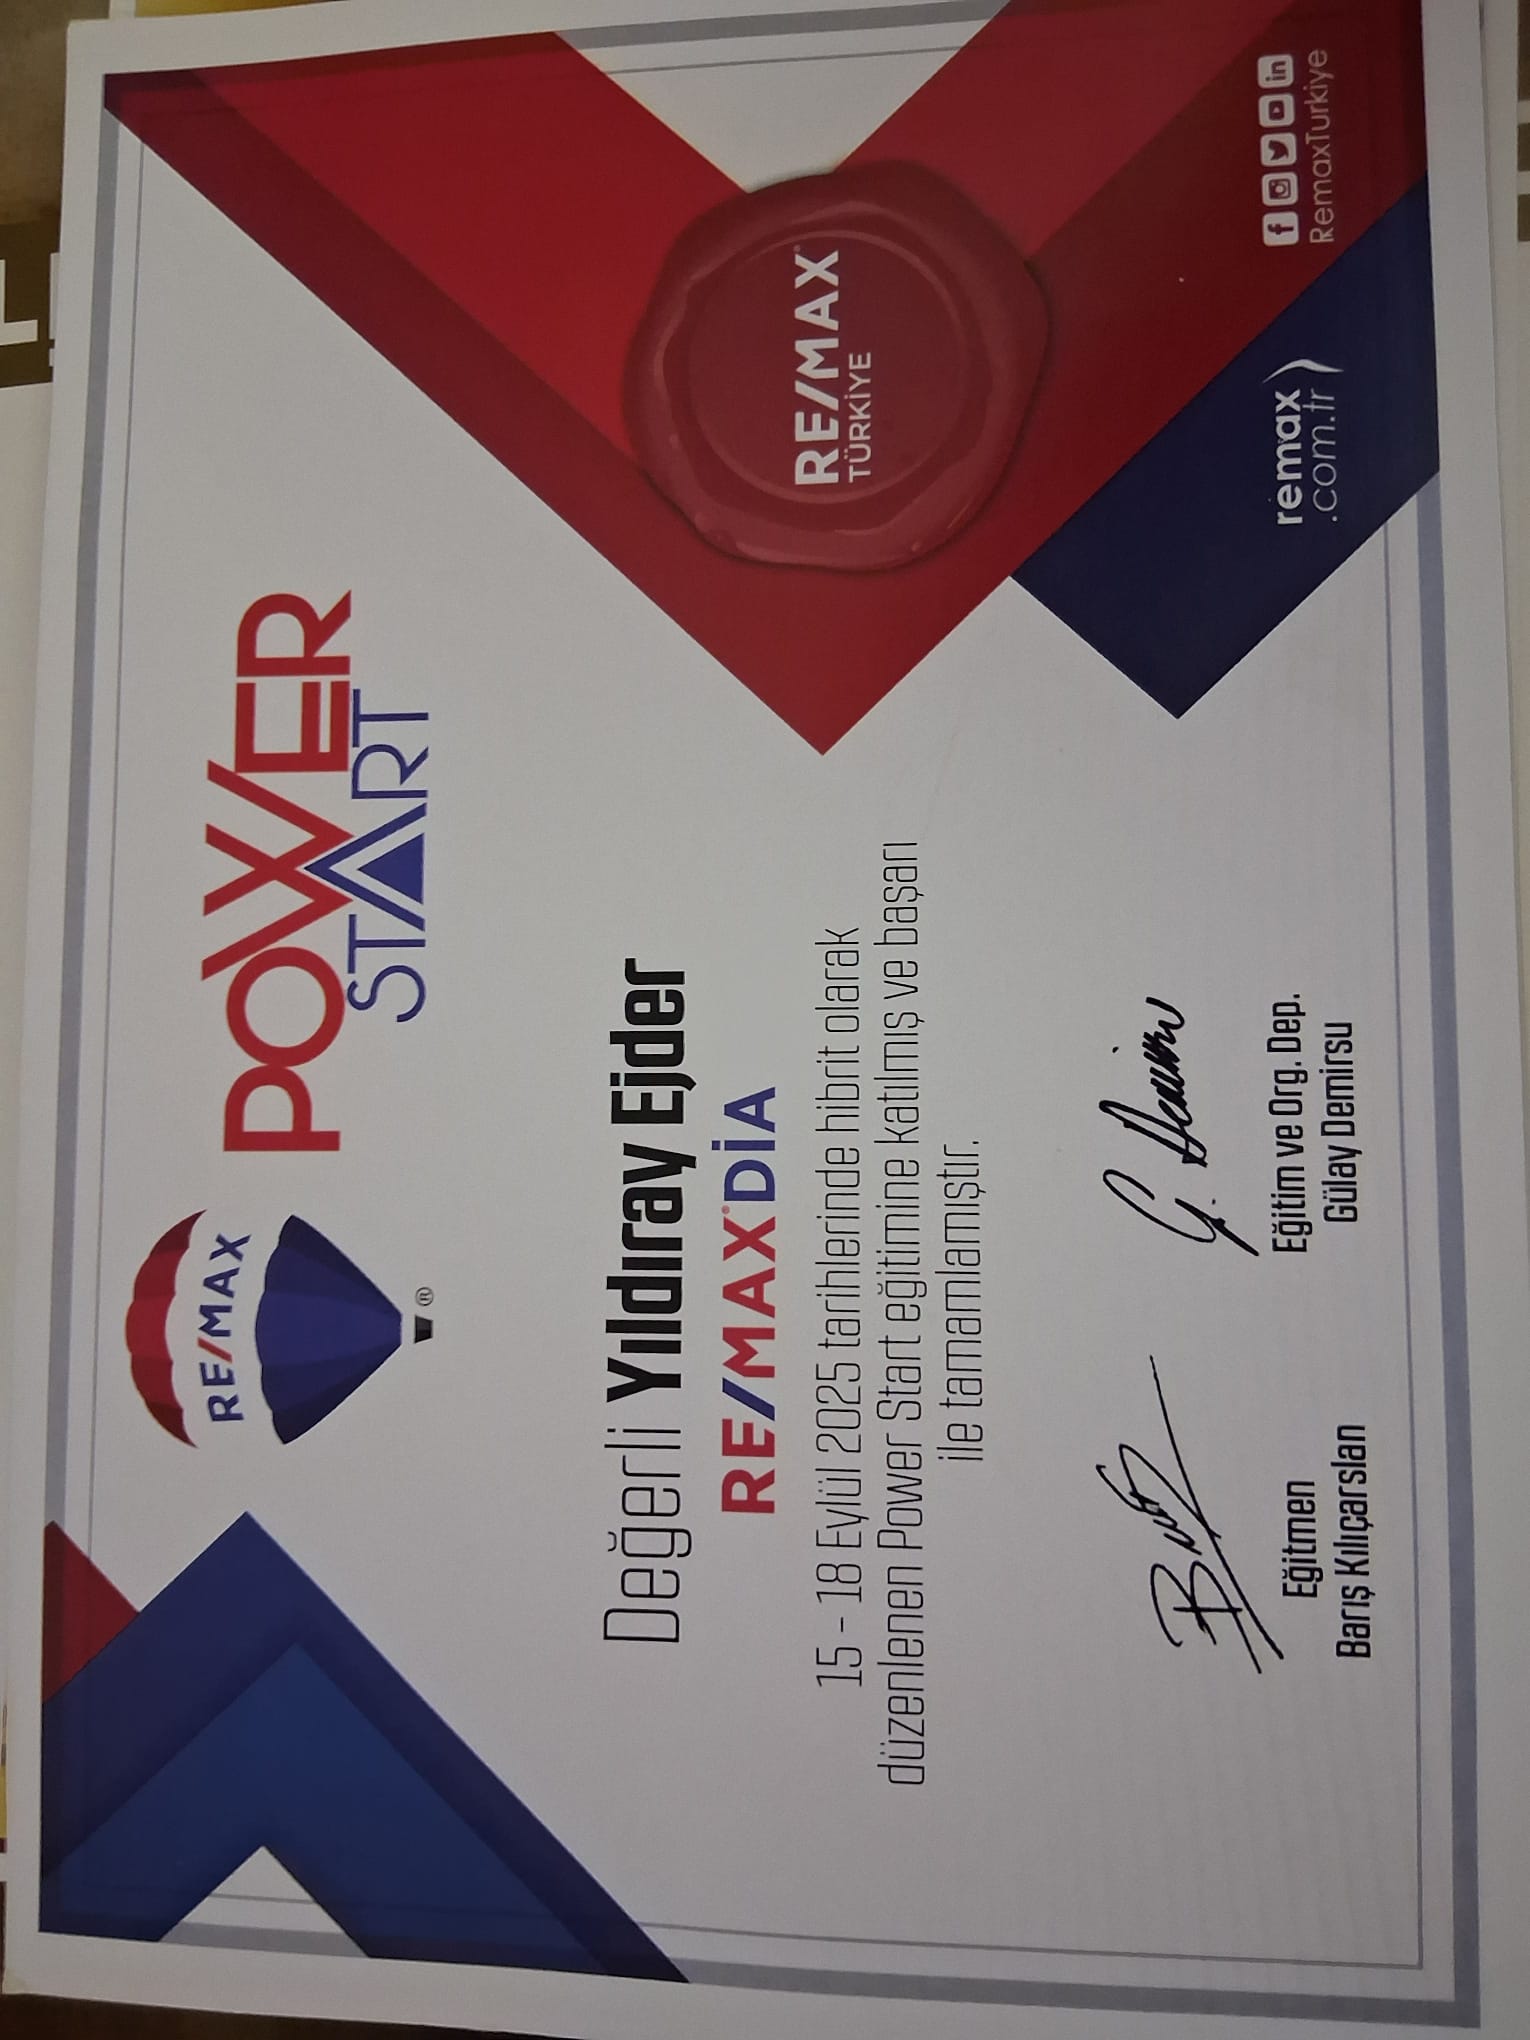 RE/MAX
®
POWER
START
Değerli Yıldıray Ejder
RE/MAX® DİA
15 - 18 Eylül 2025 tarihlerinde hibrit olarak
düzenlenen Power Start eğitimine katılmış ve başarı
ile tamamlamıştır.
RE/MAX
TÜRKİYE
G. Demirsu
Eğitmen
Barış Kılıçarslan
Eğitim ve Org. Dep.
Gülay Demirsu
remax
.com.tr
RemaxTurkiye